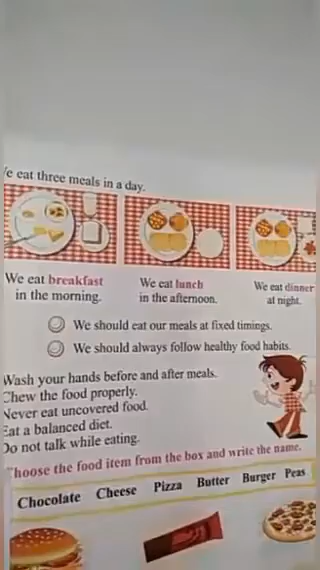 We eat three meals in a day.
We eat breakfast
in the morning.
We eat lunch
in the afternoon.
We eat dinner
at night.
We should eat our meals at fixed timings.
We should always follow healthy food habits.
Wash your hands before and after meals.
Chew the food properly.
Never eat uncovered food.
Eat a balanced diet.
Do not talk while eating.
Choose the food item from the box and write the name.
Chocolate Cheese Pizza Butter Burger Peas